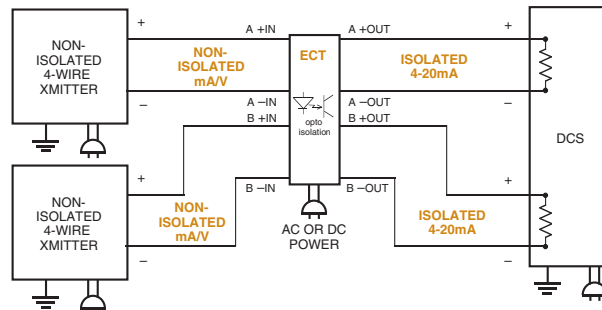 +
A +IN
A +OUT
+
NON-
ISOLATED
4-WIRE
XMITTER
NON-
ISOLATED
mA/V
ECT
ISOLATED
4-20mA
–
A –IN
A –OUT
–
B +IN
opto
isolation
B +OUT
DCS
+
+
NON-
ISOLATED
4-WIRE
XMITTER
B –IN
B –OUT
NON-
ISOLATED
mA/V
AC OR DC
POWER
ISOLATED
4-20mA
–
–